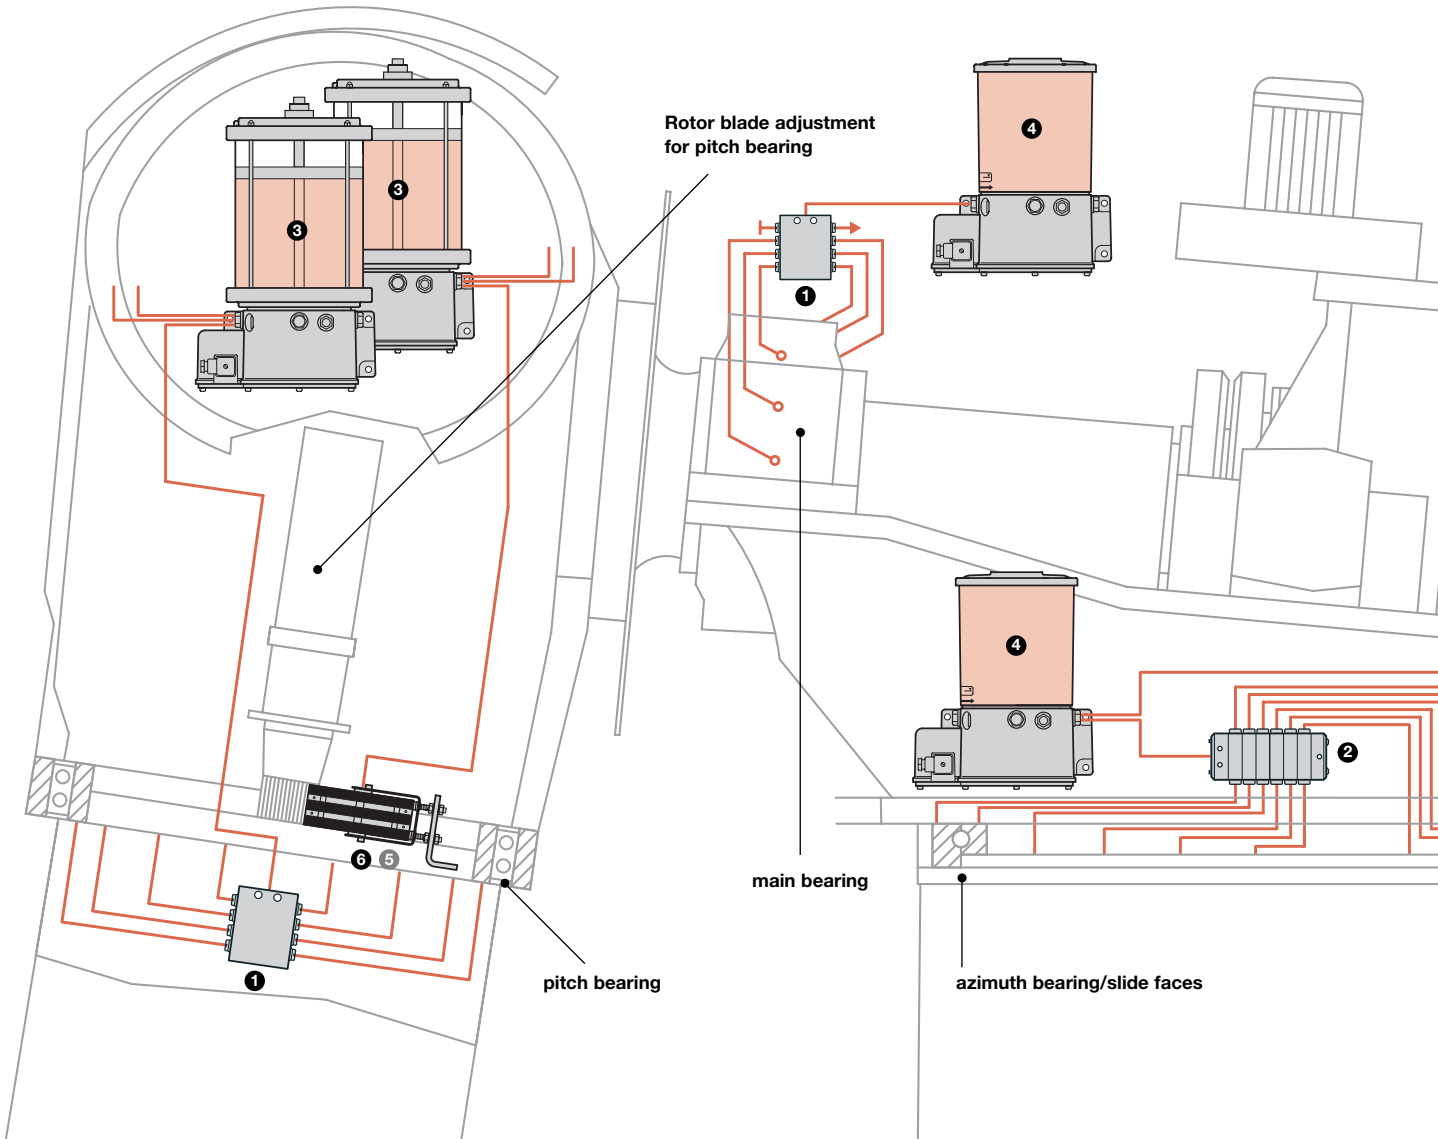 Rotor blade adjustment
for pitch bearing
4
3
3
1
4
2
6 5
main bearing
1
pitch bearing
azimuth bearing/slide faces